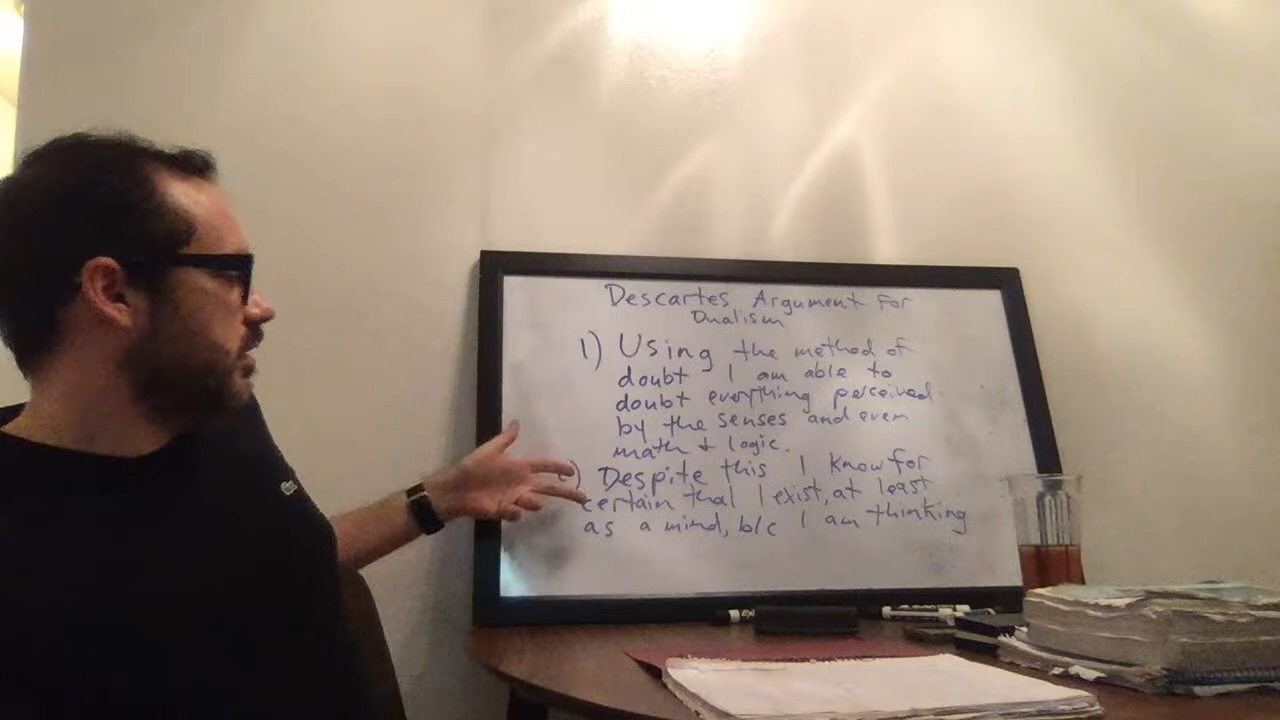 Descartes Argument for
Dualism
1) Using the method of
doubt I am able to
doubt everything perceived
by the senses and even
math + logic.
Despite this I know for
certain that I exist, at least
as a mind, b/c I am thinking